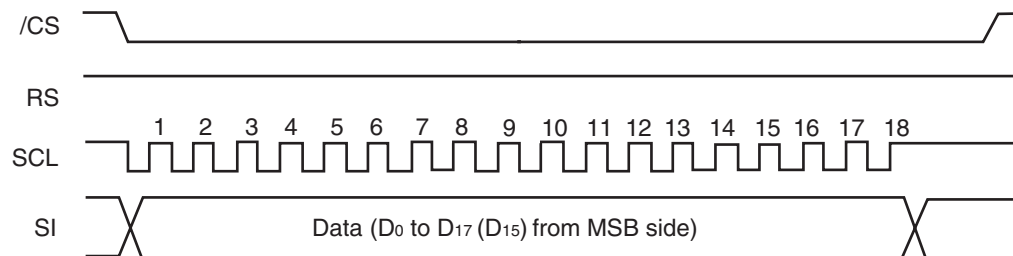 /CS
RS
1 2 3 4 5 6 7 8 9 10 11 12 13 14 15 16 17 18
SCL
SI Data (D0 to D17 (D15) from MSB side)